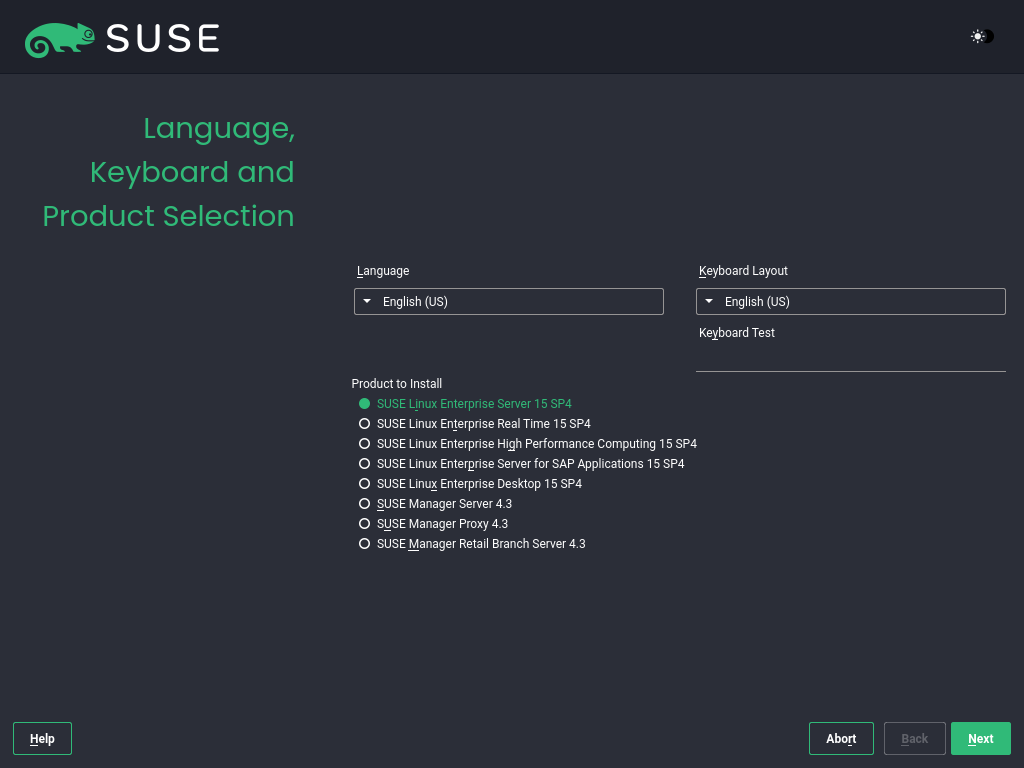 SUSE
Language,
Keyboard and
Product Selection
Language
Keyboard Layout
English (US)
English (US)
Keyboard Test
Product to Install
SUSE Linux Enterprise Server 15 SP4
SUSE Linux Enterprise Real Time 15 SP4
SUSE Linux Enterprise High Performance Computing 15 SP4
SUSE Linux Enterprise Server for SAP Applications 15 SP4
SUSE Linux Enterprise Desktop 15 SP4
SUSE Manager Server 4.3
SUSE Manager Proxy 4.3
SUSE Manager Retail Branch Server 4.3
Help
Abort
Back
Next